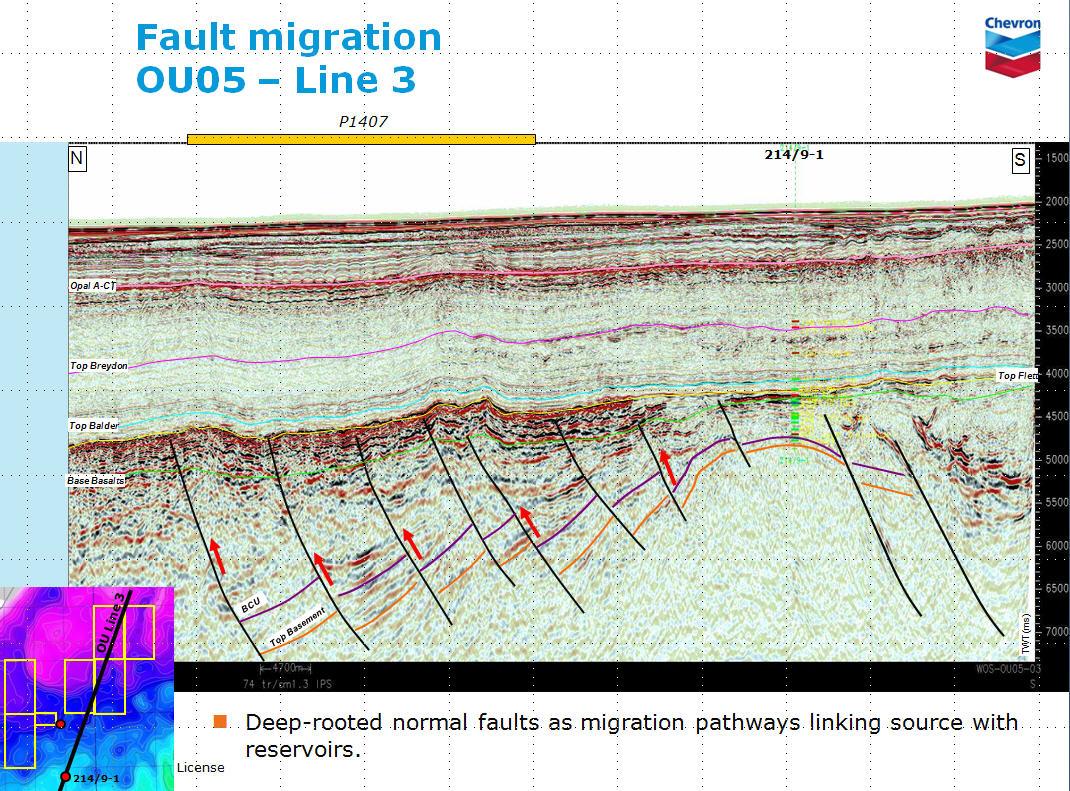 Fault migration
OU05 – Line 3
Chevron
P1407
N
214/9-1
S
1500
2000
2500
Opal A-CT
3000
3500
Top Breydon
4000
Top Flett
Top Balder
4500
Base Basalts
5000
5500
6000
BCU
6500
Top Basement
7000
TWT (ms)
OU Line 3
4700m
74 tr/cm 1.3 IPS
WOS-OU05-03
S
214/9-1
License
Deep-rooted normal faults as migration pathways linking source with
reservoirs.